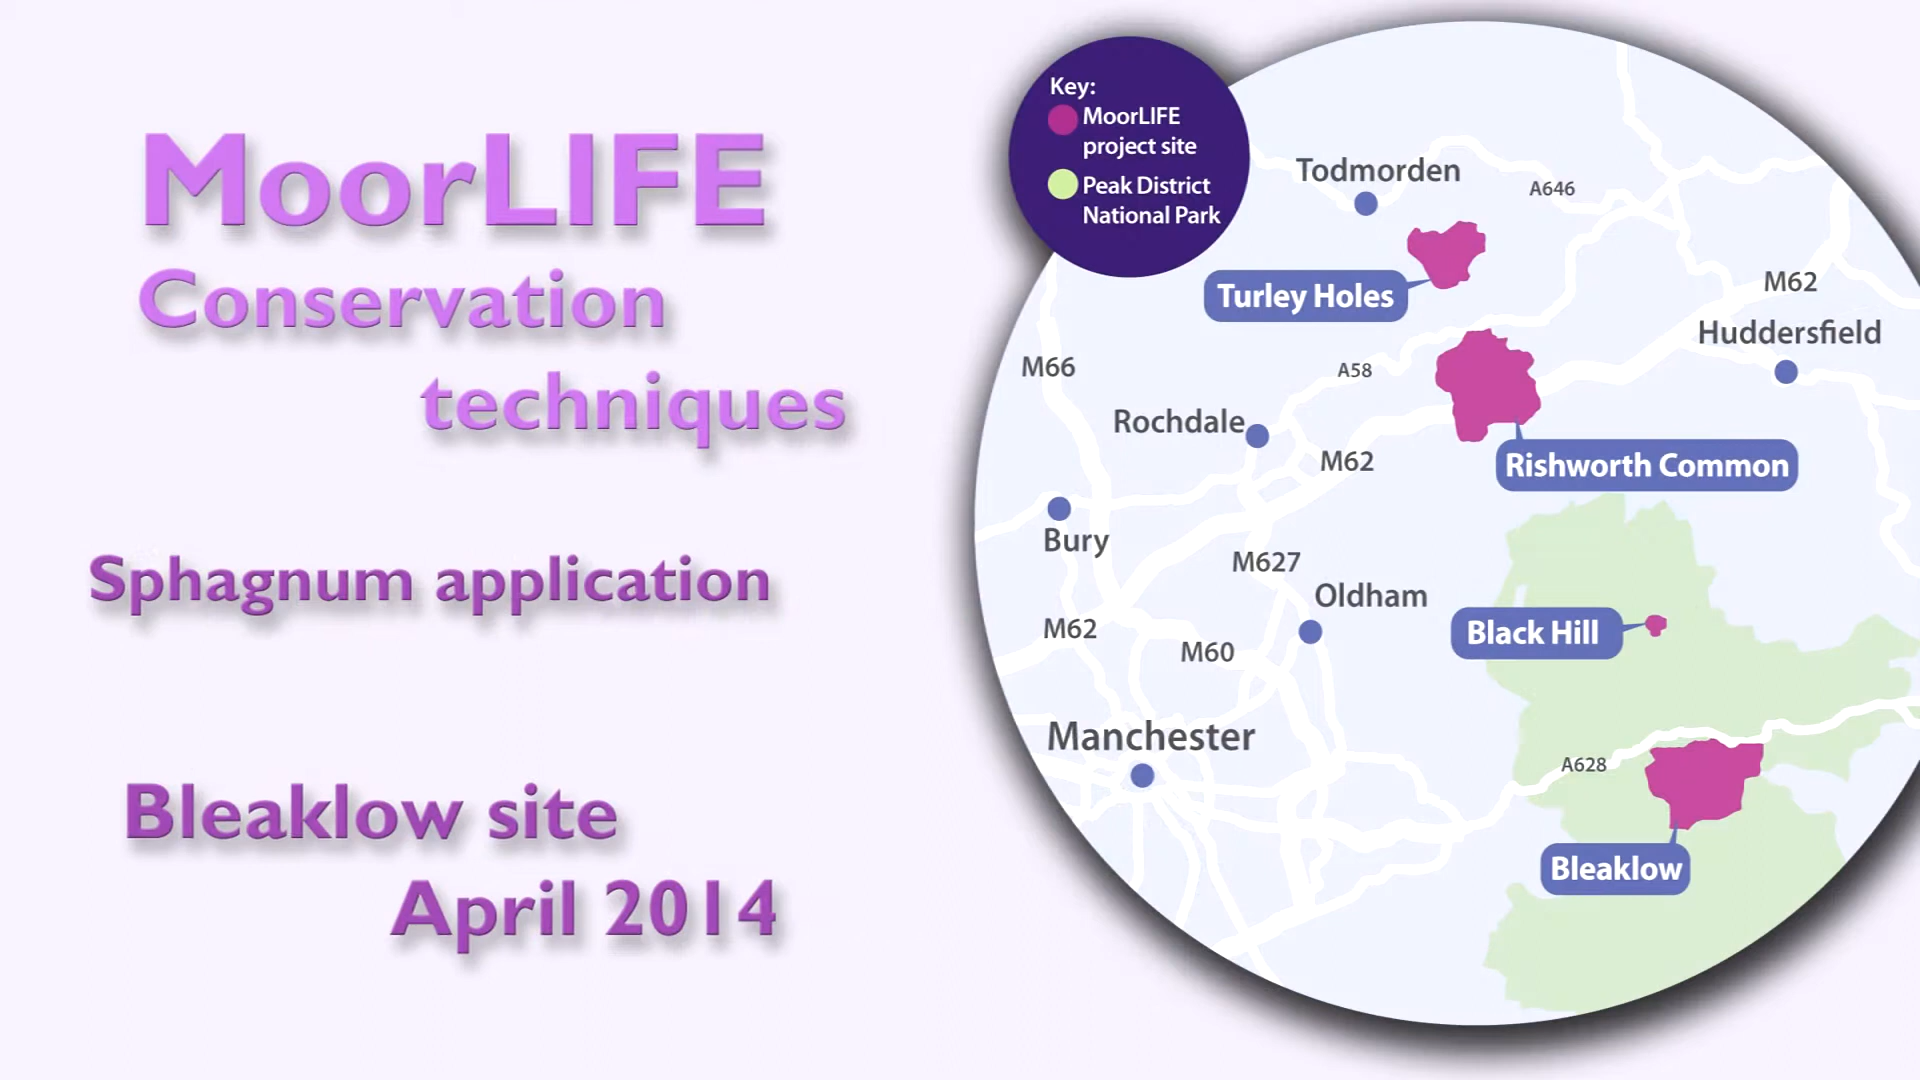 MoorLIFE
Conservation
techniques
Sphagnum application
Bleaklow site
April 2014
Key:
MoorLIFE
project site
Peak District
National Park
Todmorden
A646
Turley Holes
M62
Huddersfield
M66
A58
Rochdale
M62
Rishworth Common
Bury
M627
Oldham
M62
Black Hill
M60
Manchester
A628
Bleaklow